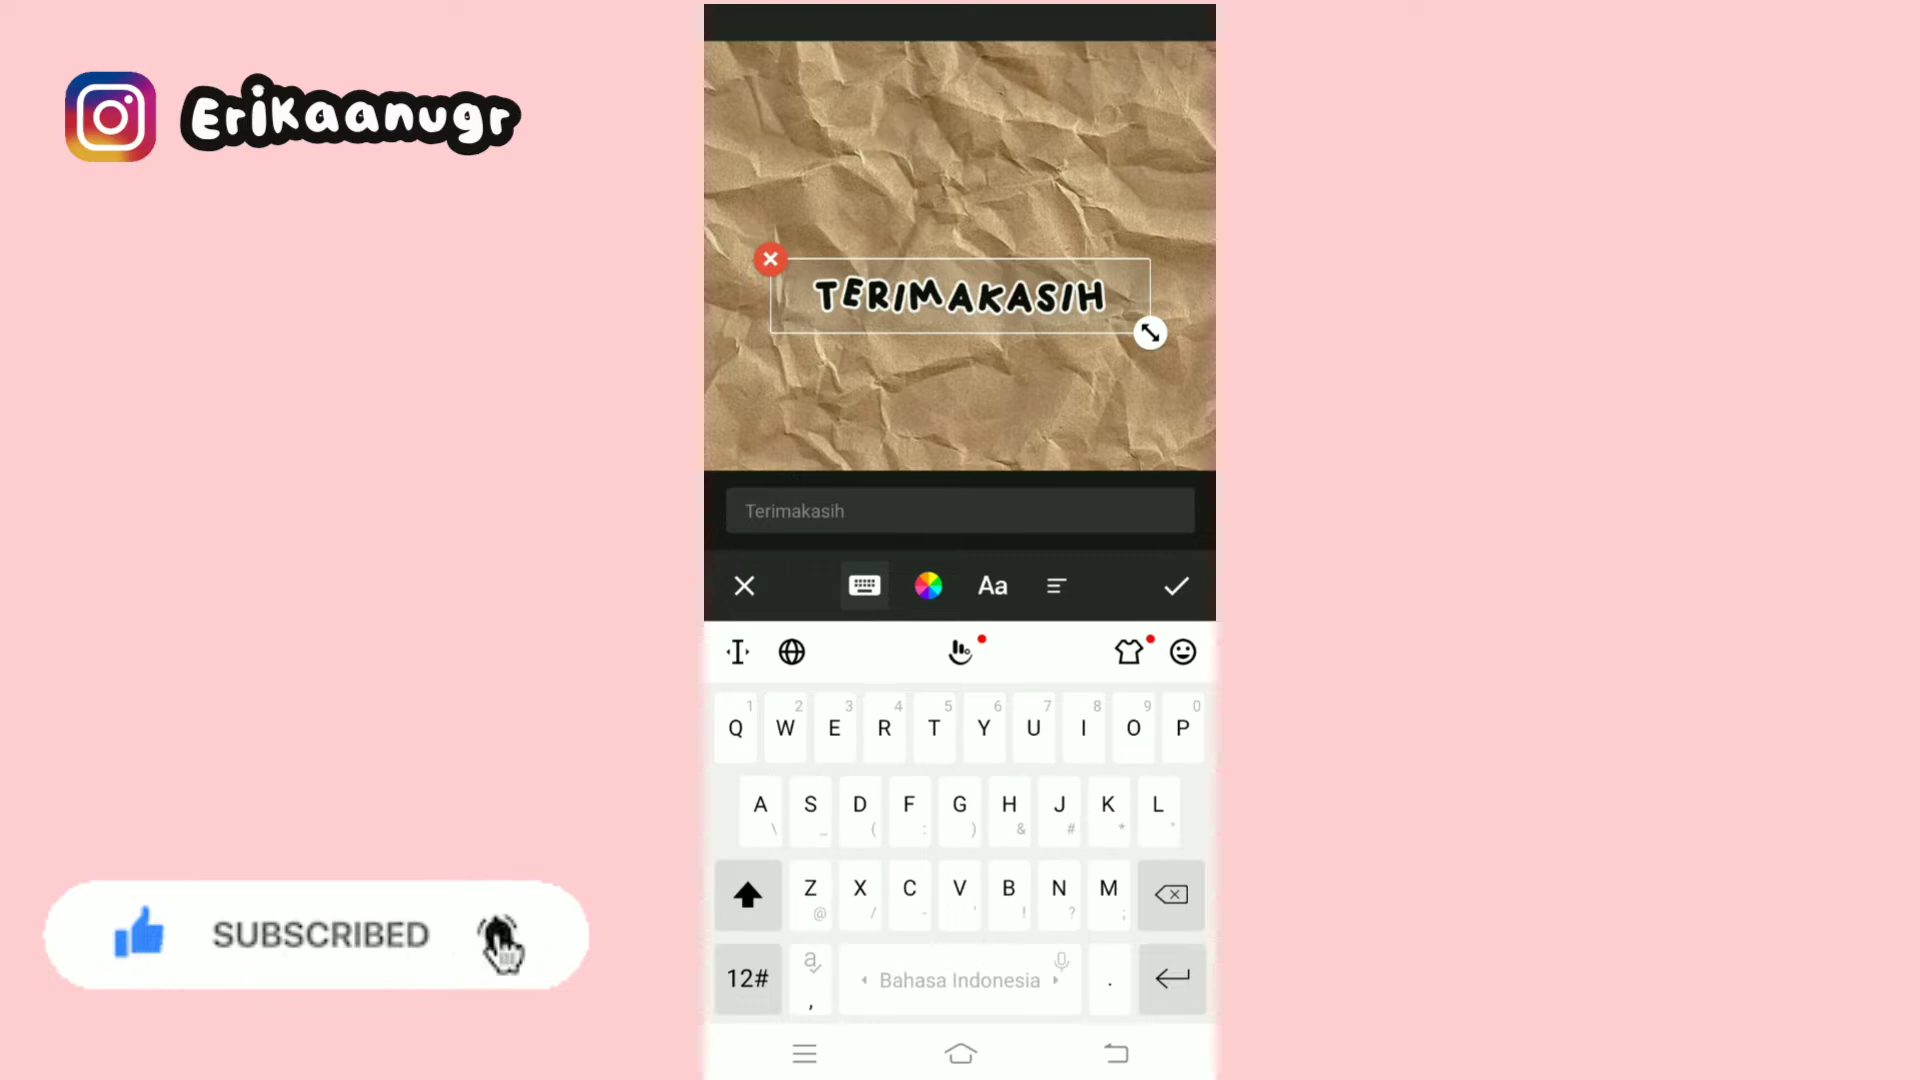 Erikaanugr
TERIMAKASIH
Terimakasih
Aa
1 2 3 4 5 6 7 8 9 0
Q W E R T Y U I O P
A S D F G H J K L
\ _ ( : ) & # * "
Z X C V B N M
@ / - ' ! ? ;
SUBSCRIBED
a
12# , Bahasa Indonesia .